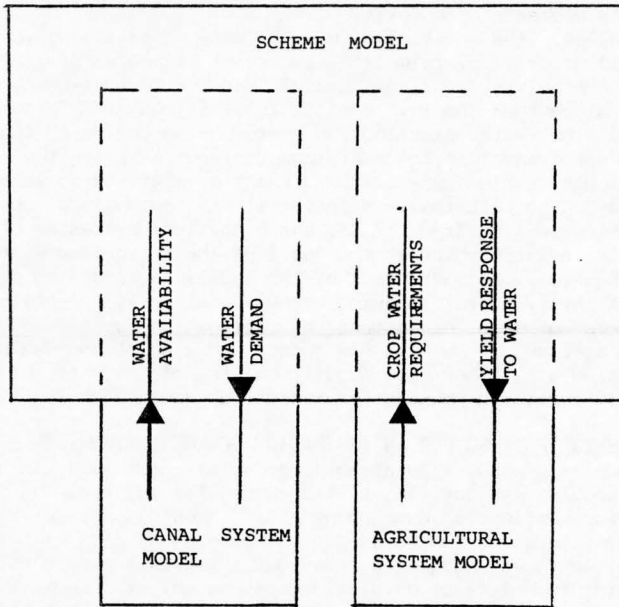 SCHEME MODEL
WATER
AVAILABILITY
WATER
DEMAND
CROP WATER
REQUIREMENTS
YIELD RESPONSE
TO WATER
CANAL SYSTEM
MODEL
AGRICULTURAL
SYSTEM MODEL